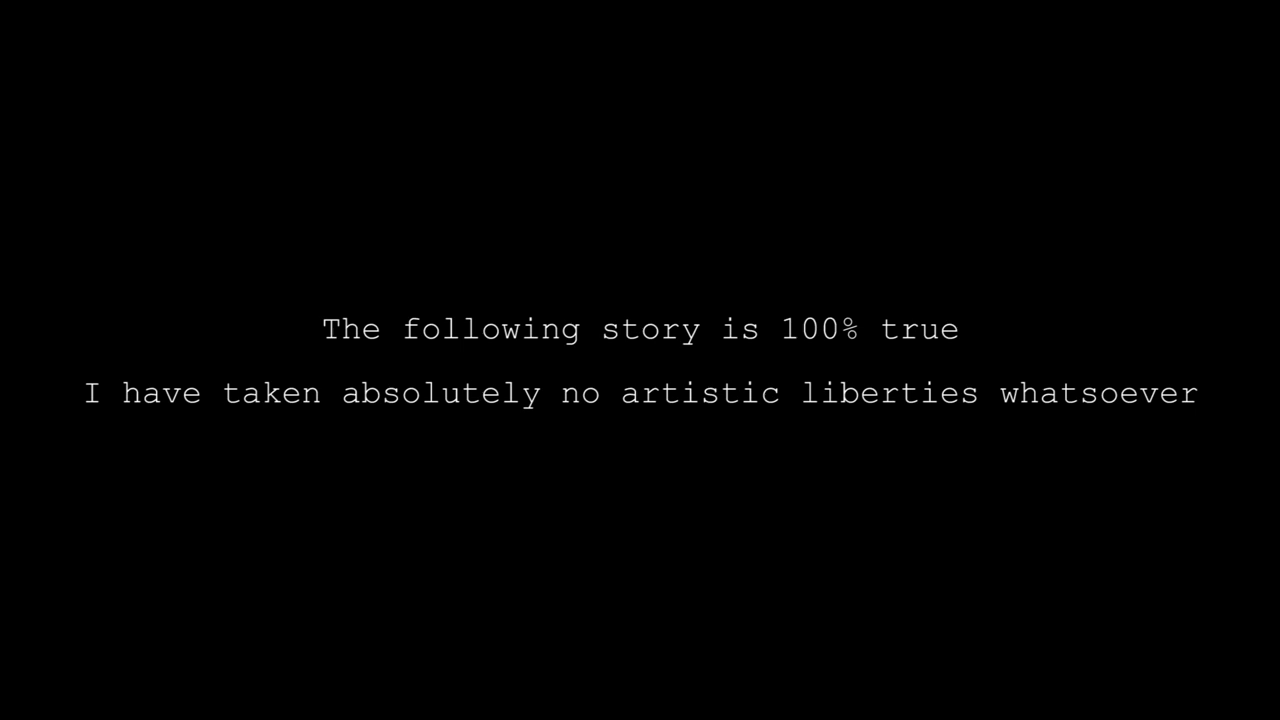 The following story is 100% true
I have taken absolutely no artistic liberties whatsoever